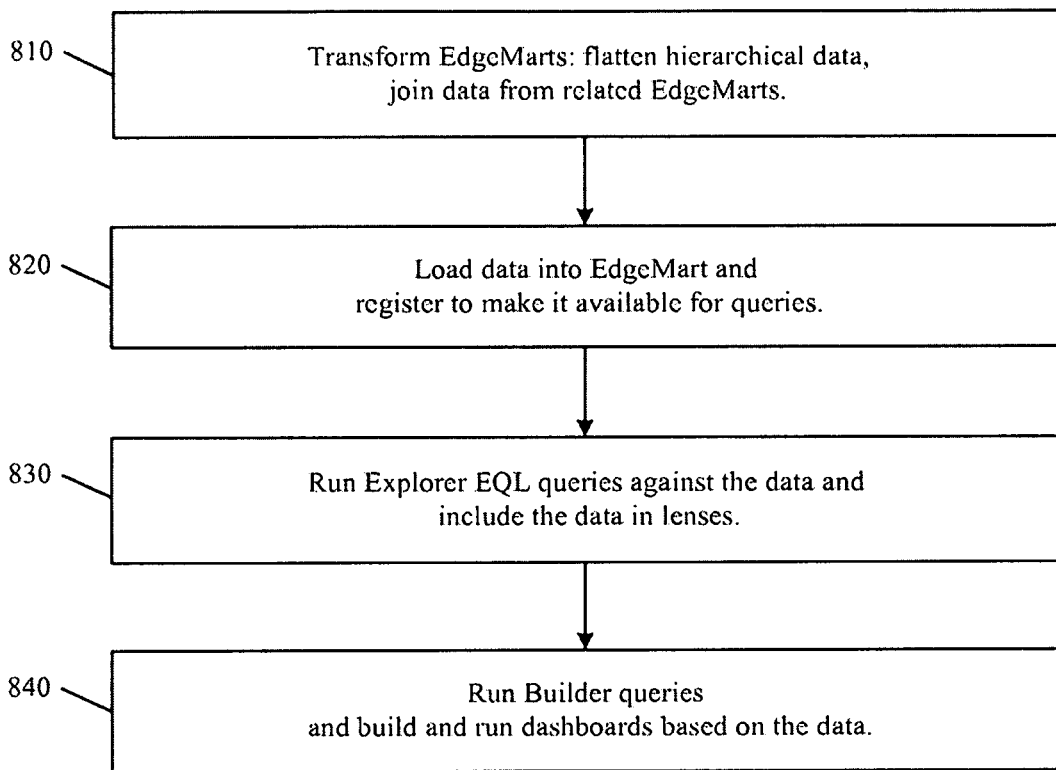 810
Transform EdgeMarts: flatten hierarchical data,
join data from related EdgeMarts.
820
Load data into EdgeMart and
register to make it available for queries.
830
Run Explorer EQL queries against the data and
include the data in lenses.
840
Run Builder queries
and build and run dashboards based on the data.